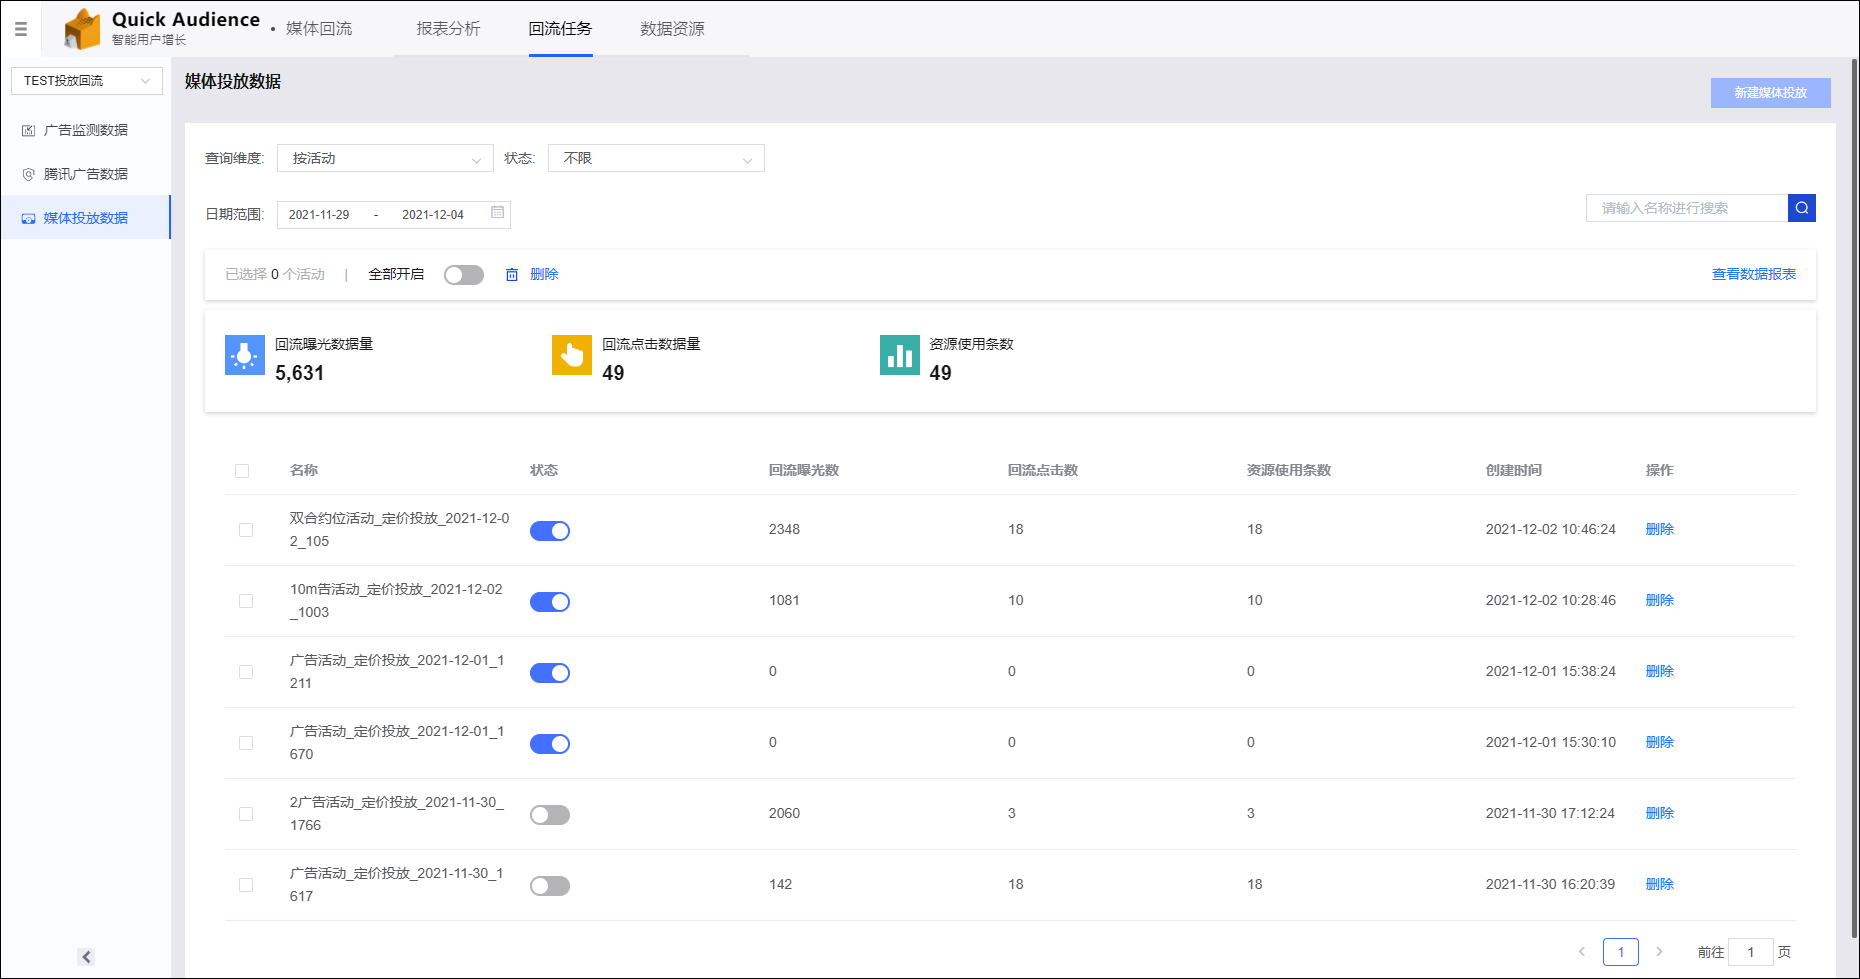 Quick Audience
智能用户增长
• 媒体回流
报表分析
回流任务
数据资源
TEST投放回流
广告监测数据
腾讯广告数据
媒体投放数据
媒体投放数据
新建媒体投放
查询维度: 按活动 状态: 不限
日期范围: 2021-11-29 - 2021-12-04
请输入名称进行搜索
已选择 0 个活动 | 全部开启 删除 查看数据报表
回流曝光数据量
5,631
回流点击数据量
49
资源使用条数
49
名称 状态 回流曝光数 回流点击数 资源使用条数 创建时间 操作
双合约位活动_定价投放_2021-12-0
2_105
2348 18 18 2021-12-02 10:46:24 删除
10m告活动_定价投放_2021-12-02
_1003
1081 10 10 2021-12-02 10:28:46 删除
广告活动_定价投放_2021-12-01_1
211
0 0 0 2021-12-01 15:38:24 删除
广告活动_定价投放_2021-12-01_1
670
0 0 0 2021-12-01 15:30:10 删除
2广告活动_定价投放_2021-11-30_
1766
2060 3 3 2021-11-30 17:12:24 删除
广告活动_定价投放_2021-11-30_1
617
142 18 18 2021-11-30 16:20:39 删除
1 前往 1 页